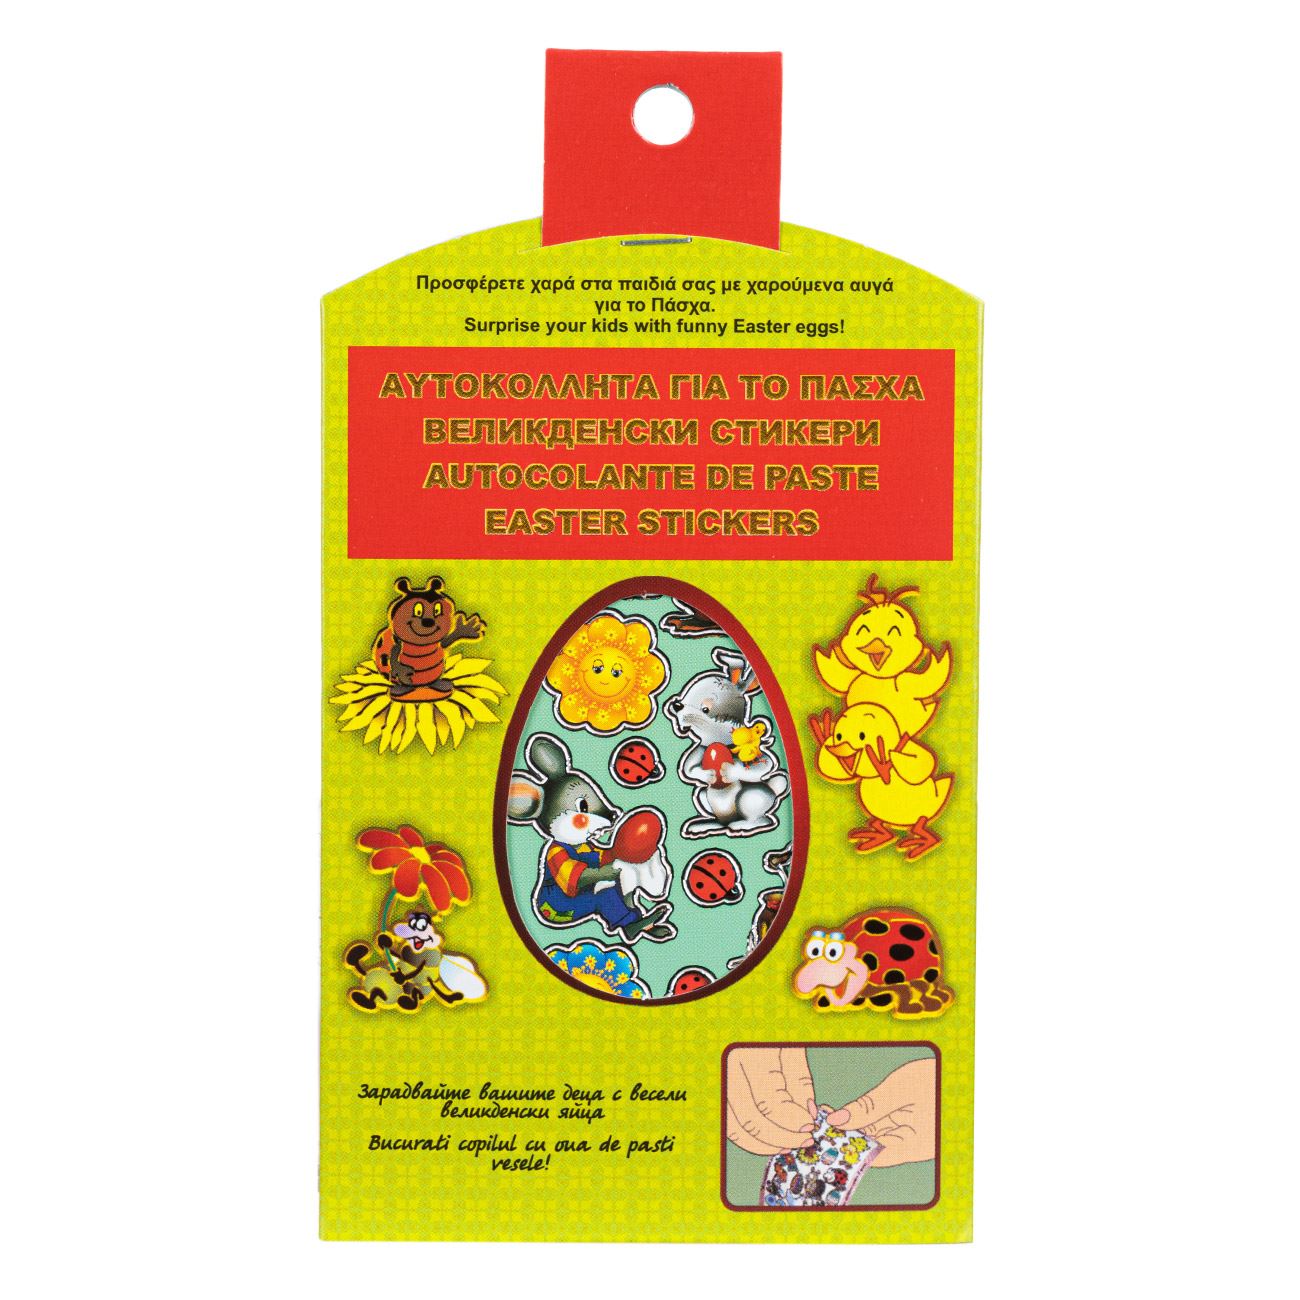 Προσφέρετε χαρά στα παιδιά σας με χαρούμενα αυγά
για το Πάσχα.
Surprise your kids with funny Easter eggs!
ΑΥΤΟΚΟΛΛΗΤΑ ΓΙΑ ΤΟ ΠΑΣΧΑ
ВЕЛИКДЕНСКИ СТИКЕРИ
AUTOCOLANTE DE PASTE
EASTER STICKERS
Зарадвайте вашите деца с весели
великденски яйца
Bucurati copilul cu oua de pasti
vesele!